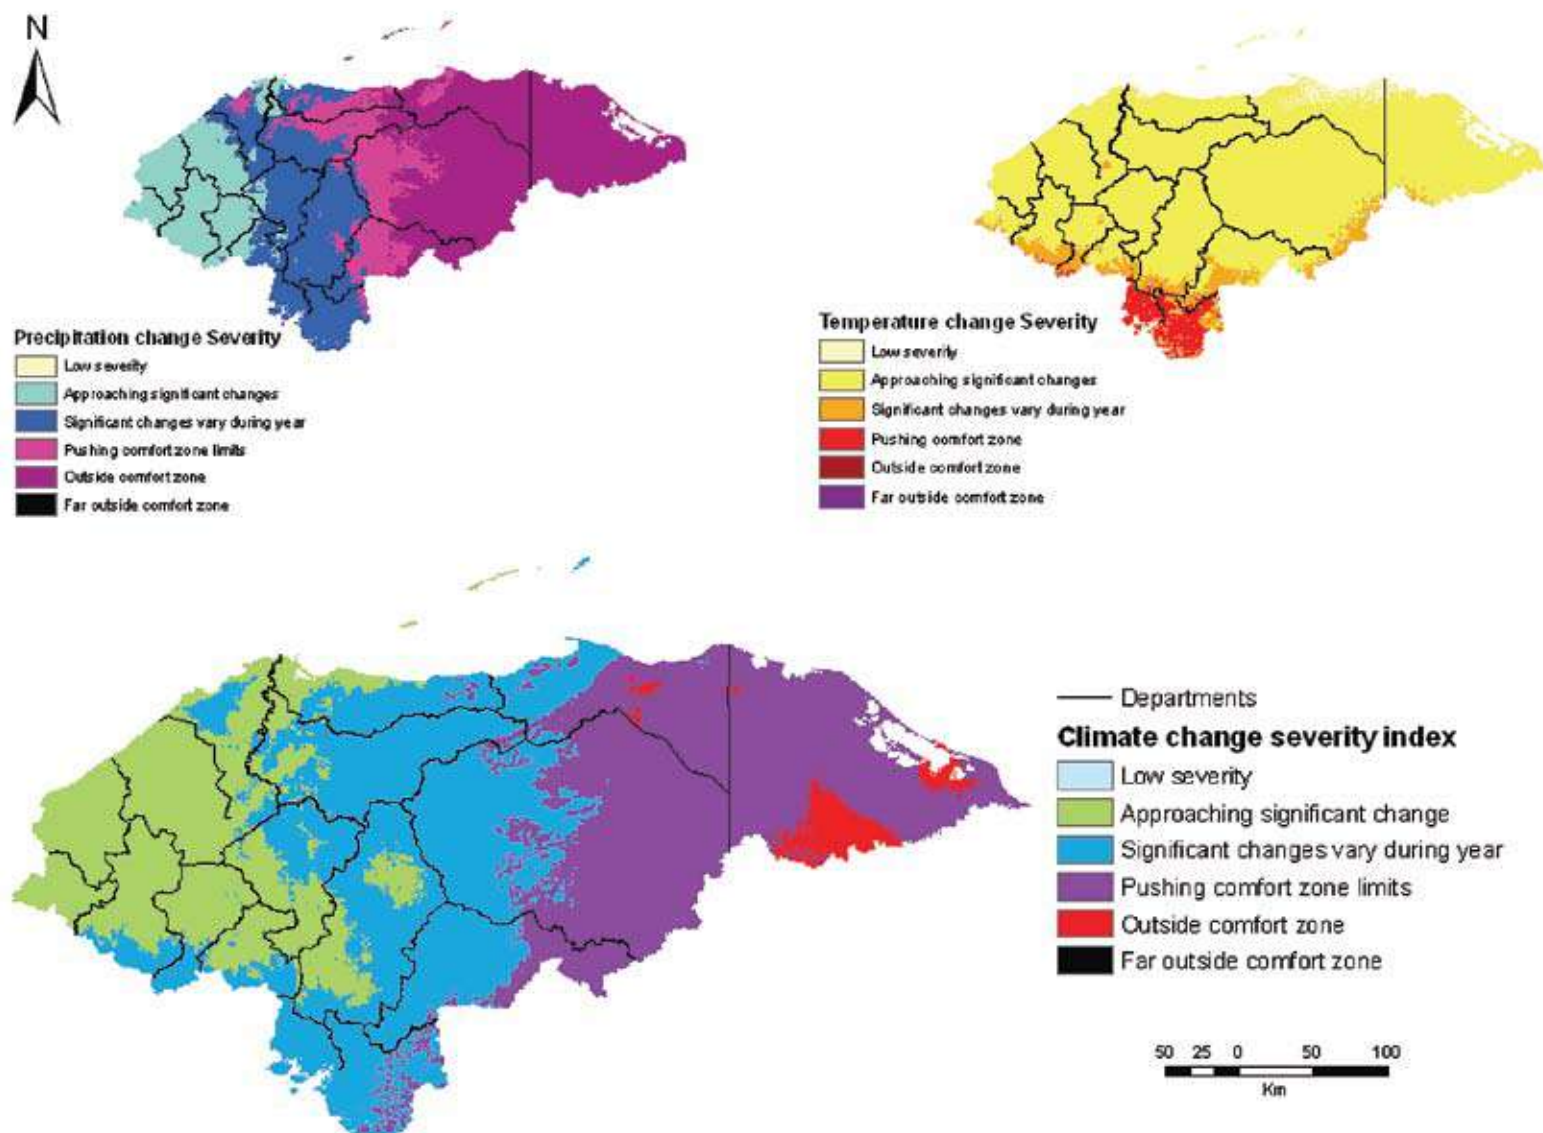 N
Precipitation change Severity
Low severity
Approaching significant changes
Significant changes vary during year
Pushing comfort zone limits
Outside comfort zone
Far outside comfort zone
Temperature change Severity
Low severity
Approaching significant changes
Significant changes vary during year
Pushing comfort zone
Outside comfort zone
Far outside comfort zone
Departments
Climate change severity index
Low severity
Approaching significant change
Significant changes vary during year
Pushing comfort zone limits
Outside comfort zone
Far outside comfort zone
50 25 0 50 100
Km